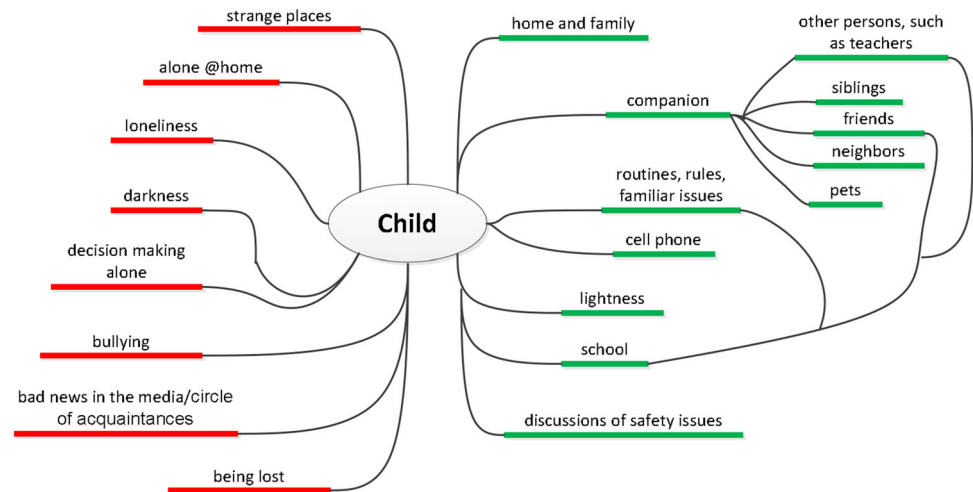 strange places
alone @home
loneliness
darkness
decision making
alone
bullying
bad news in the media/circle
of acquaintances
being lost
Child
home and family
companion
other persons, such
as teachers
siblings
friends
neighbors
pets
routines, rules,
familiar issues
cell phone
lightness
school
discussions of safety issues